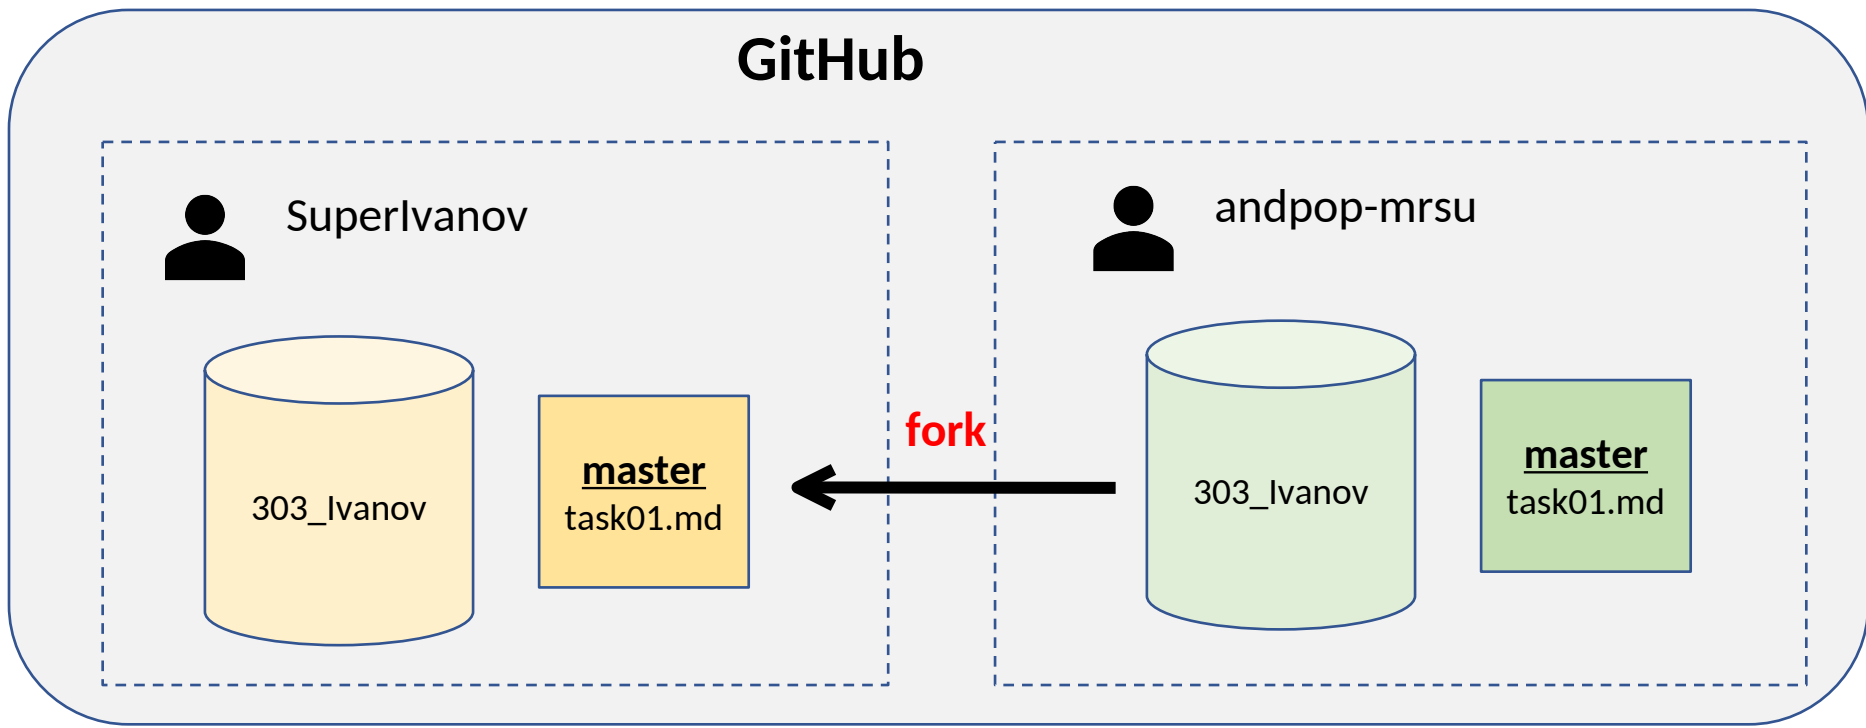 GitHub
SuperIvanov
303_Ivanov
master
task01.md
fork
andpop-mrsu
303_Ivanov
master
task01.md